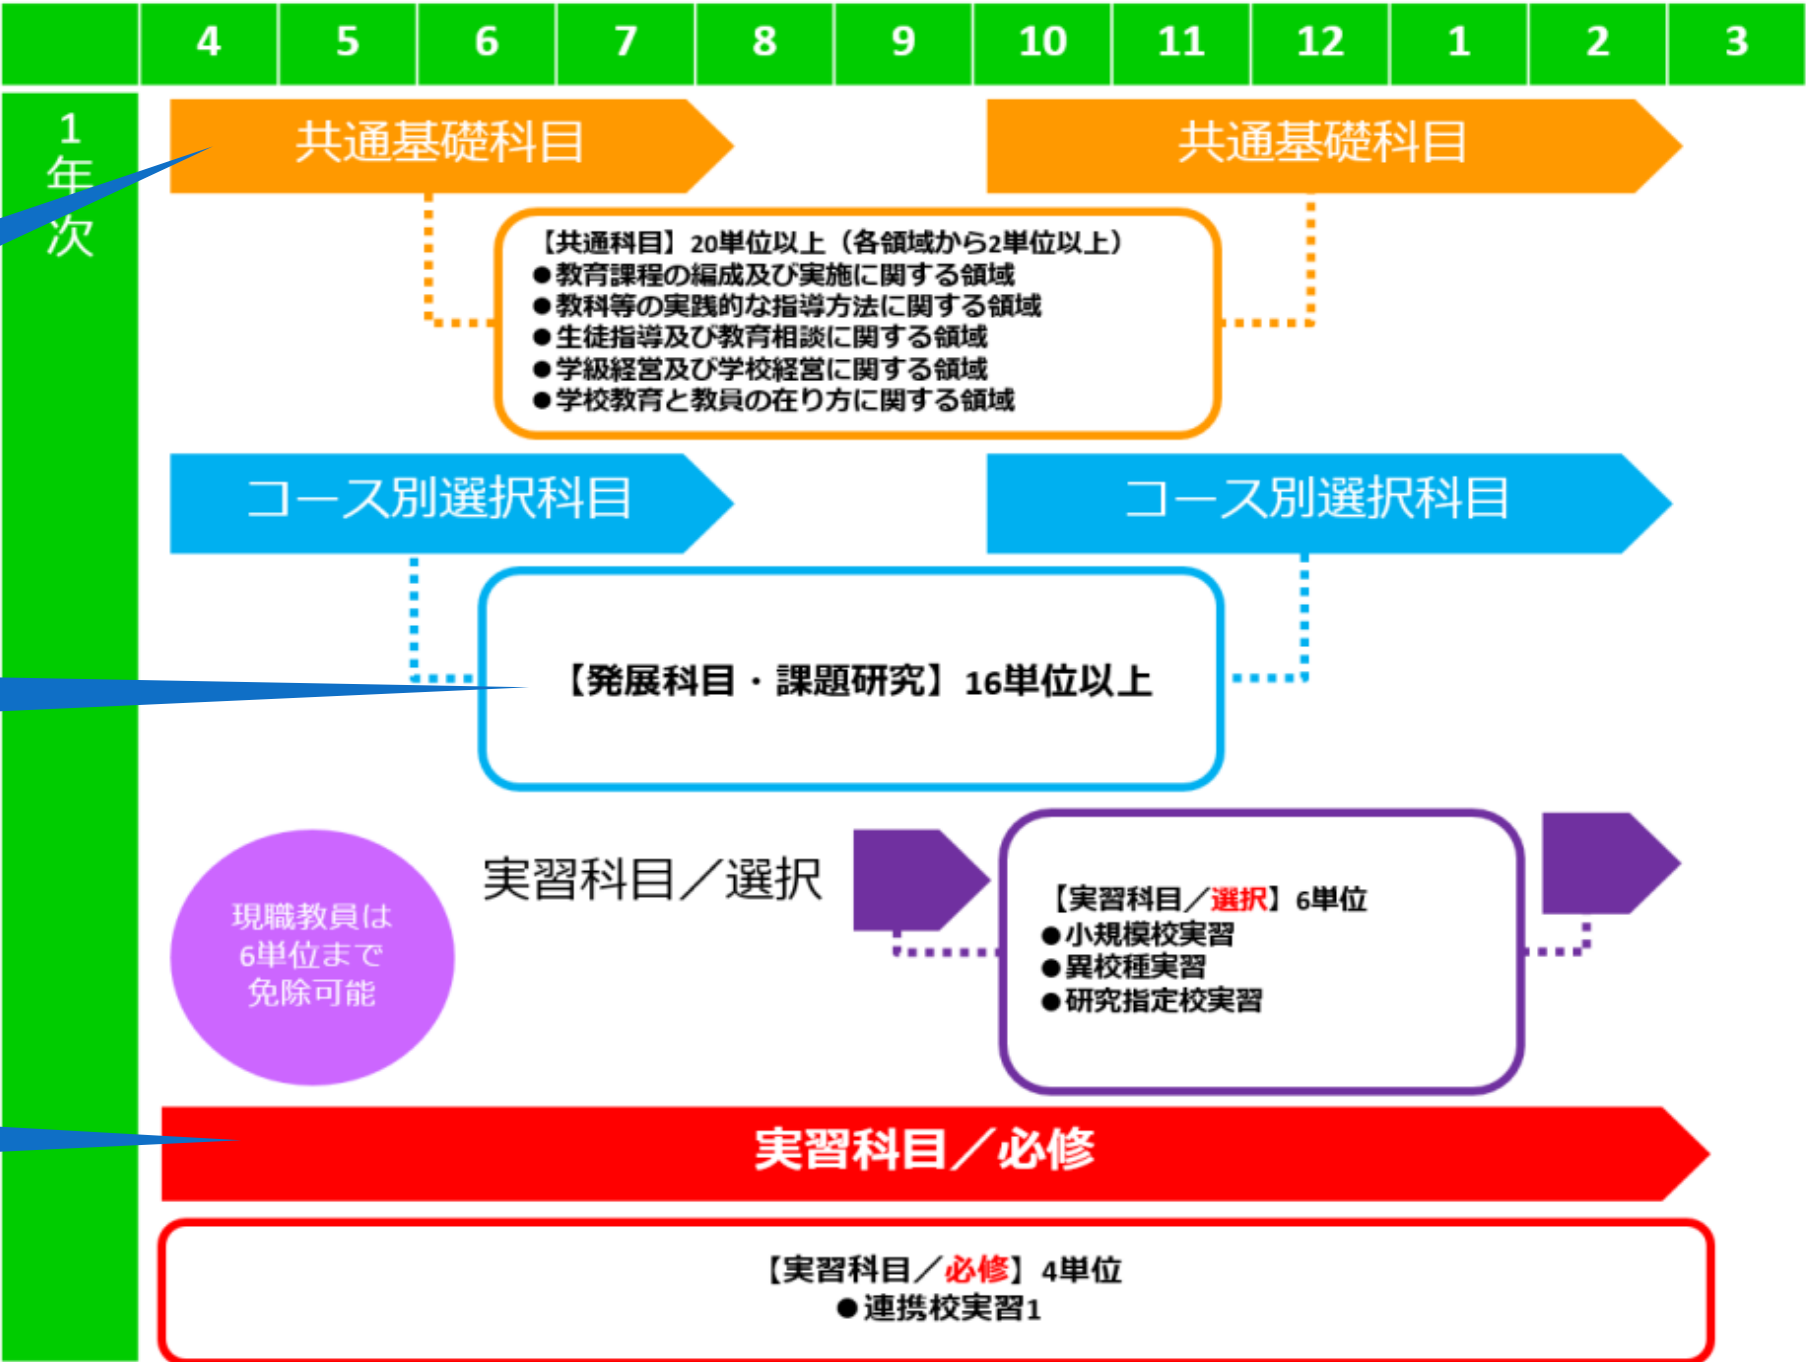 4 5 6 7 8 9 10 11 12 1 2 3
1年次
共通基礎科目
共通基礎科目
【共通科目】20単位以上（各領域から2単位以上）
●教育課程の編成及び実施に関する領域
●教科等の実践的な指導方法に関する領域
●生徒指導及び教育相談に関する領域
●学級経営及び学校経営に関する領域
●学校教育と教員の在り方に関する領域
コース別選択科目
コース別選択科目
【発展科目・課題研究】16単位以上
現職教員は
6単位まで
免除可能
実習科目／選択
【実習科目／選択】6単位
●小規模校実習
●異校種実習
●研究指定校実習
実習科目／必修
【実習科目／必修】4単位
●連携校実習1